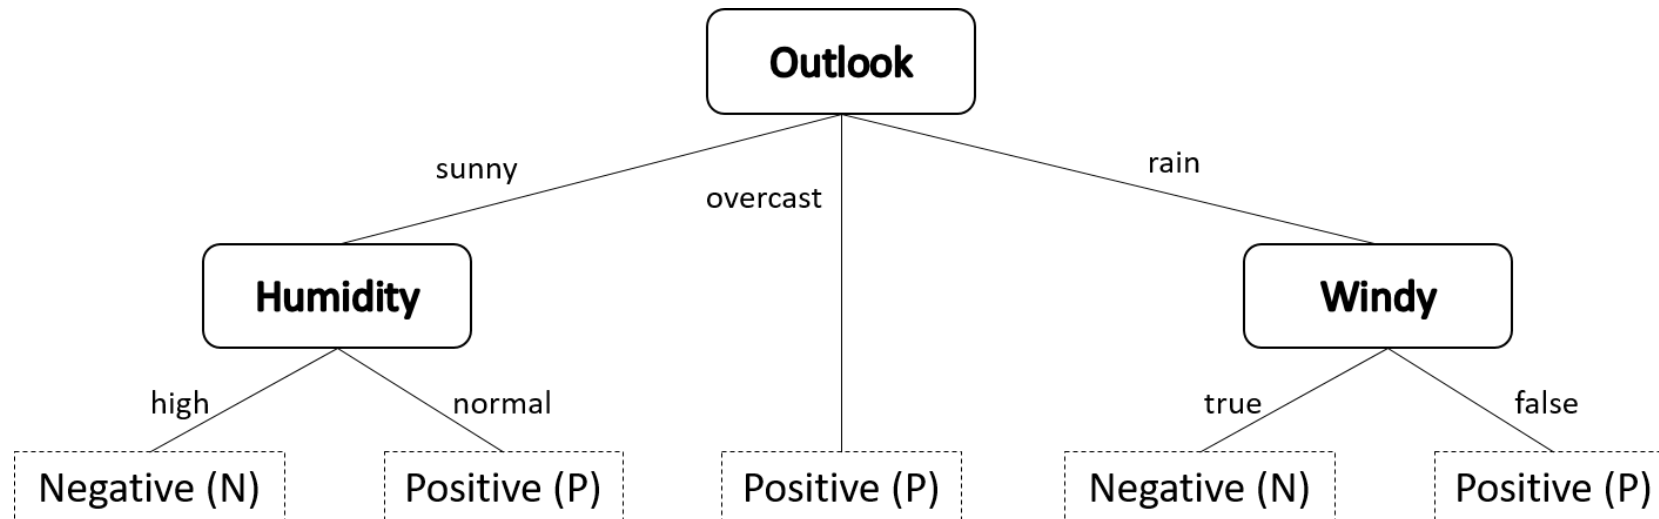 Outlook
sunny
overcast
rain
Humidity
Windy
high
normal
true
false
Negative (N)
Positive (P)
Positive (P)
Negative (N)
Positive (P)